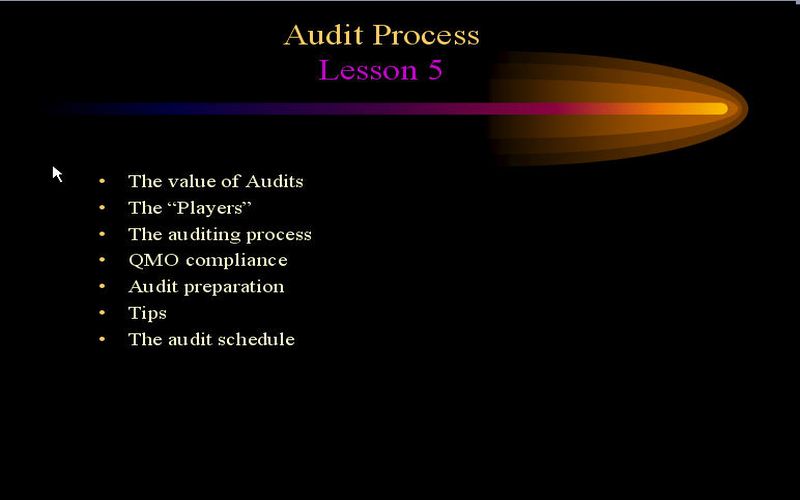 Audit Process
Lesson 5
• The value of Audits
• The “Players”
• The auditing process
• QMO compliance
• Audit preparation
• Tips
• The audit schedule